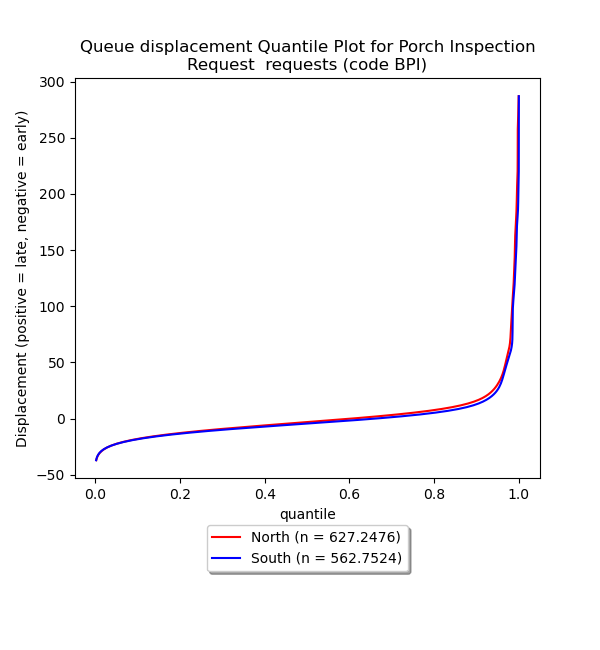 Queue displacement Quantile Plot for Porch Inspection
Request  requests (code BPI)
Displacement (positive = late, negative = early)
300
250
200
150
100
50
0
−50
0.0 0.2 0.4 0.6 0.8 1.0
quantile
North (n = 627.2476)
South (n = 562.7524)